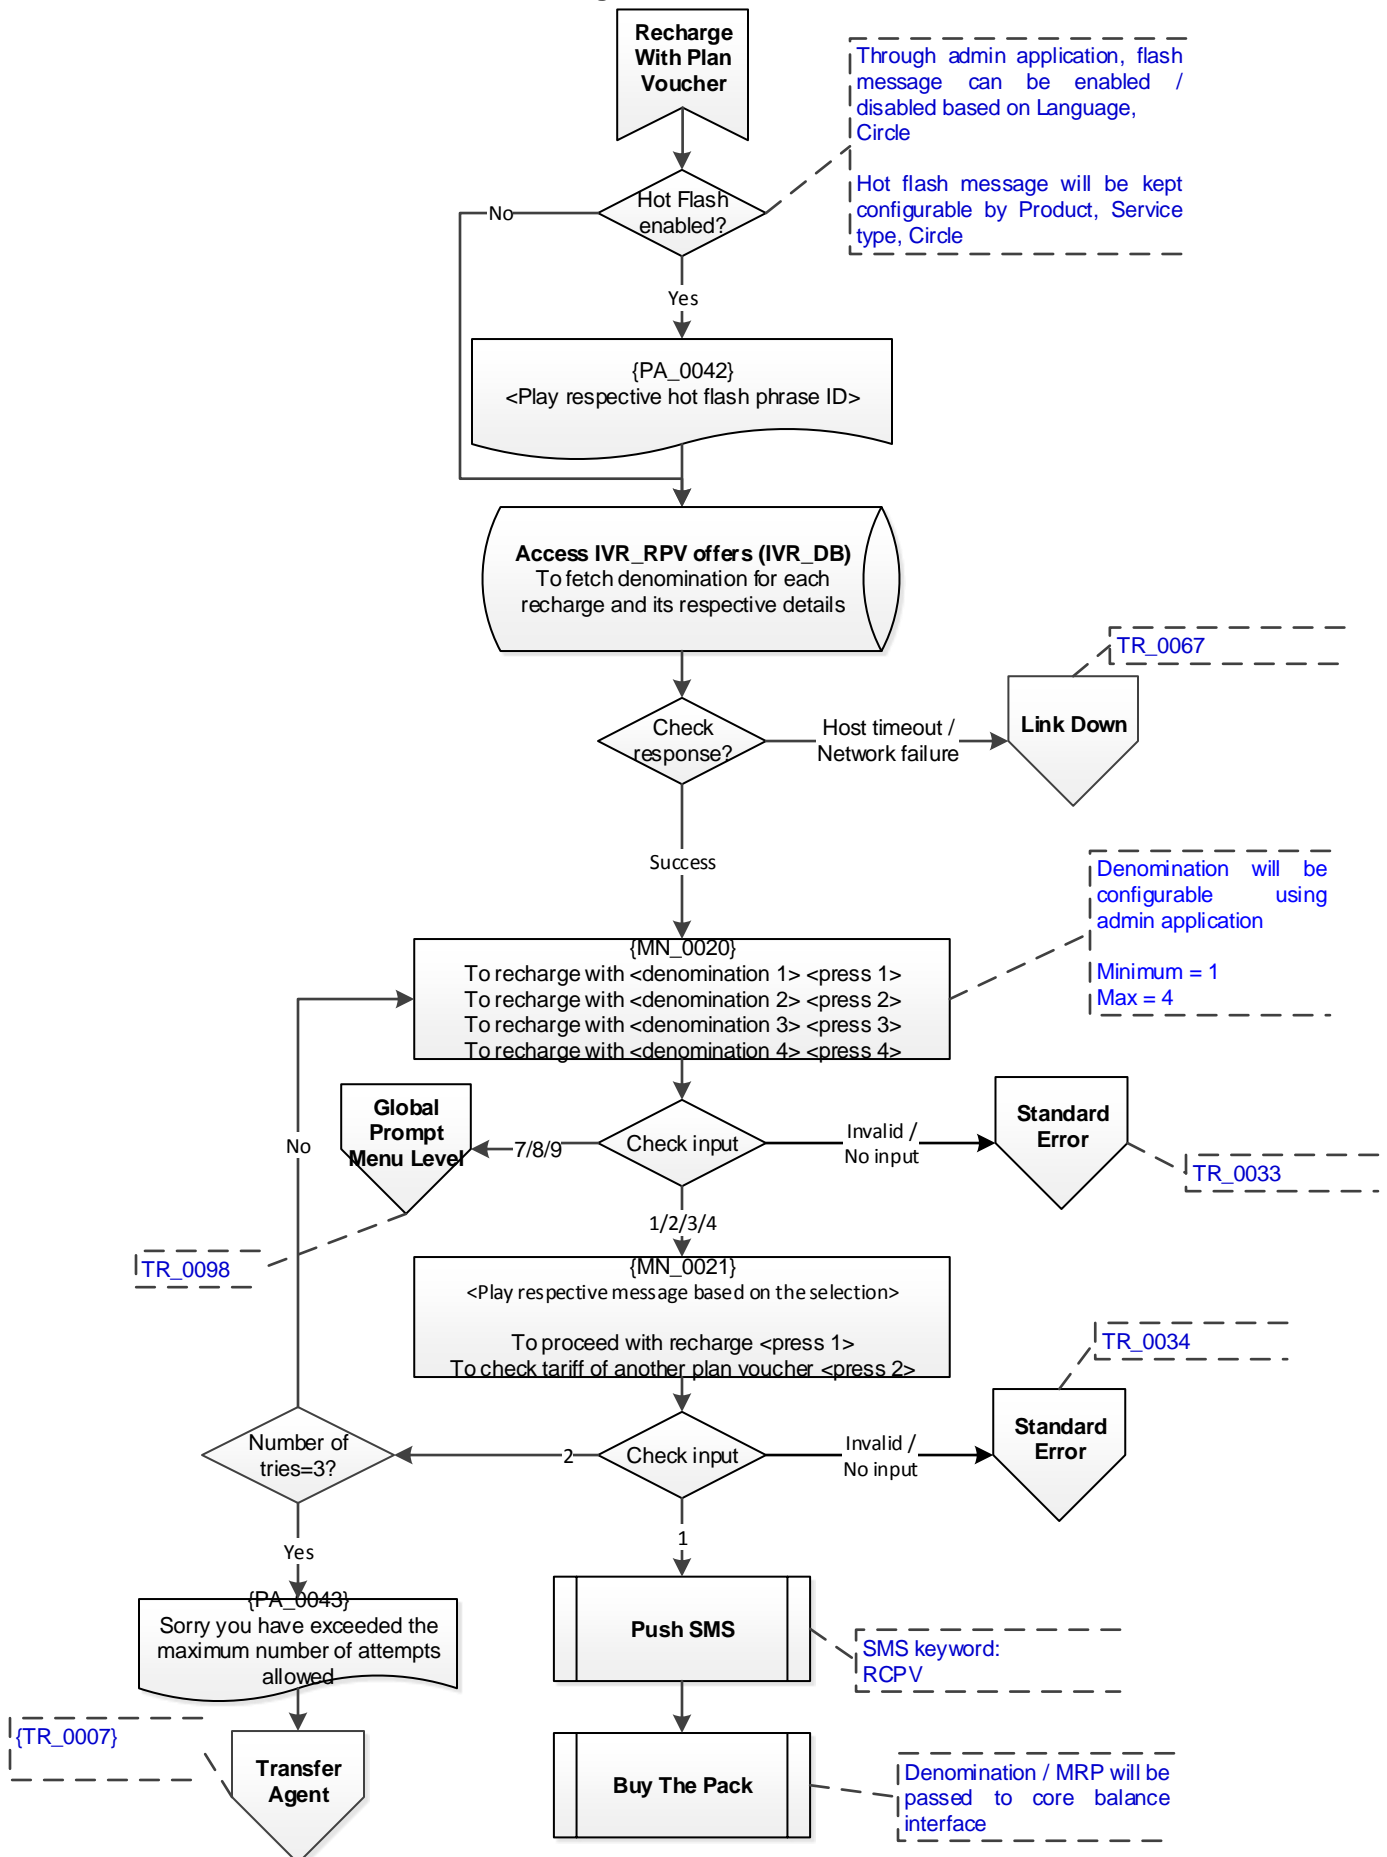 Recharge
With Plan
Voucher
Through admin application, flash
message can be enabled /
disabled based on Language,
Circle
Hot flash message will be kept
configurable by Product, Service
type, Circle
Hot Flash
enabled?
No
Yes
{PA_0042}
<Play respective hot flash phrase ID>
Access IVR_RPV offers (IVR_DB)
To fetch denomination for each
recharge and its respective details
TR_0067
Link Down
Check
response?
Host timeout /
Network failure
Success
Denomination will be
configurable using
admin application
Minimum = 1
Max = 4
{MN_0020}
To recharge with <denomination 1> <press 1>
To recharge with <denomination 2> <press 2>
To recharge with <denomination 3> <press 3>
To recharge with <denomination 4> <press 4>
Global
Prompt
Menu Level
7/8/9
Check input
Invalid /
No input
Standard
Error
TR_0033
No
1/2/3/4
TR_0098
{MN_0021}
<Play respective message based on the selection>
To proceed with recharge <press 1>
To check tariff of another plan voucher <press 2>
TR_0034
Number of
tries=3?
2
Check input
Invalid /
No input
Standard
Error
1
Yes
{PA_0043}
Sorry you have exceeded the
maximum number of attempts
allowed
Push SMS
SMS keyword:
RCPV
{TR_0007}
Transfer
Agent
Buy The Pack
Denomination / MRP will be
passed to core balance
interface